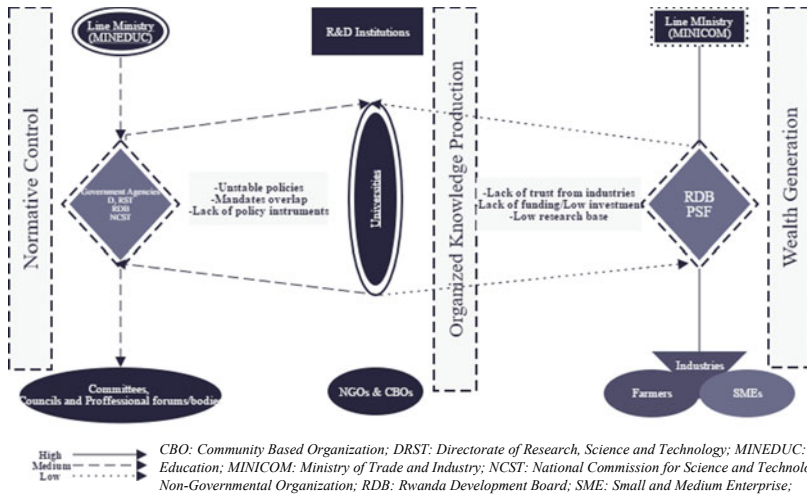 Line Ministry
(MINEDUC)
R&D Institutions
Line MInistry
(MINICOM)
Normative Control
Government Agencies
D, RST
RDB
NCST
-Unstable policies
-Mandates overlap
-Lack of policy instruments
Universities
Organized Knowledge Production
-Lack of trust from industries
-Lack of funding/Low investment
-Low research base
RDB
PSF
Wealth Generation
Committees,
Councils and Proffessional forums/bodies
NGOs & CBOs
Industries
Farmers
SMEs
High
Medium
Low
CBO: Community Based Organization; DRST: Directorate of Research, Science and Technology; MINEDUC:
Education; MINICOM: Ministry of Trade and Industry; NCST: National Commission for Science and Technolo
Non-Governmental Organization; RDB: Rwanda Development Board; SME: Small and Medium Enterprise;